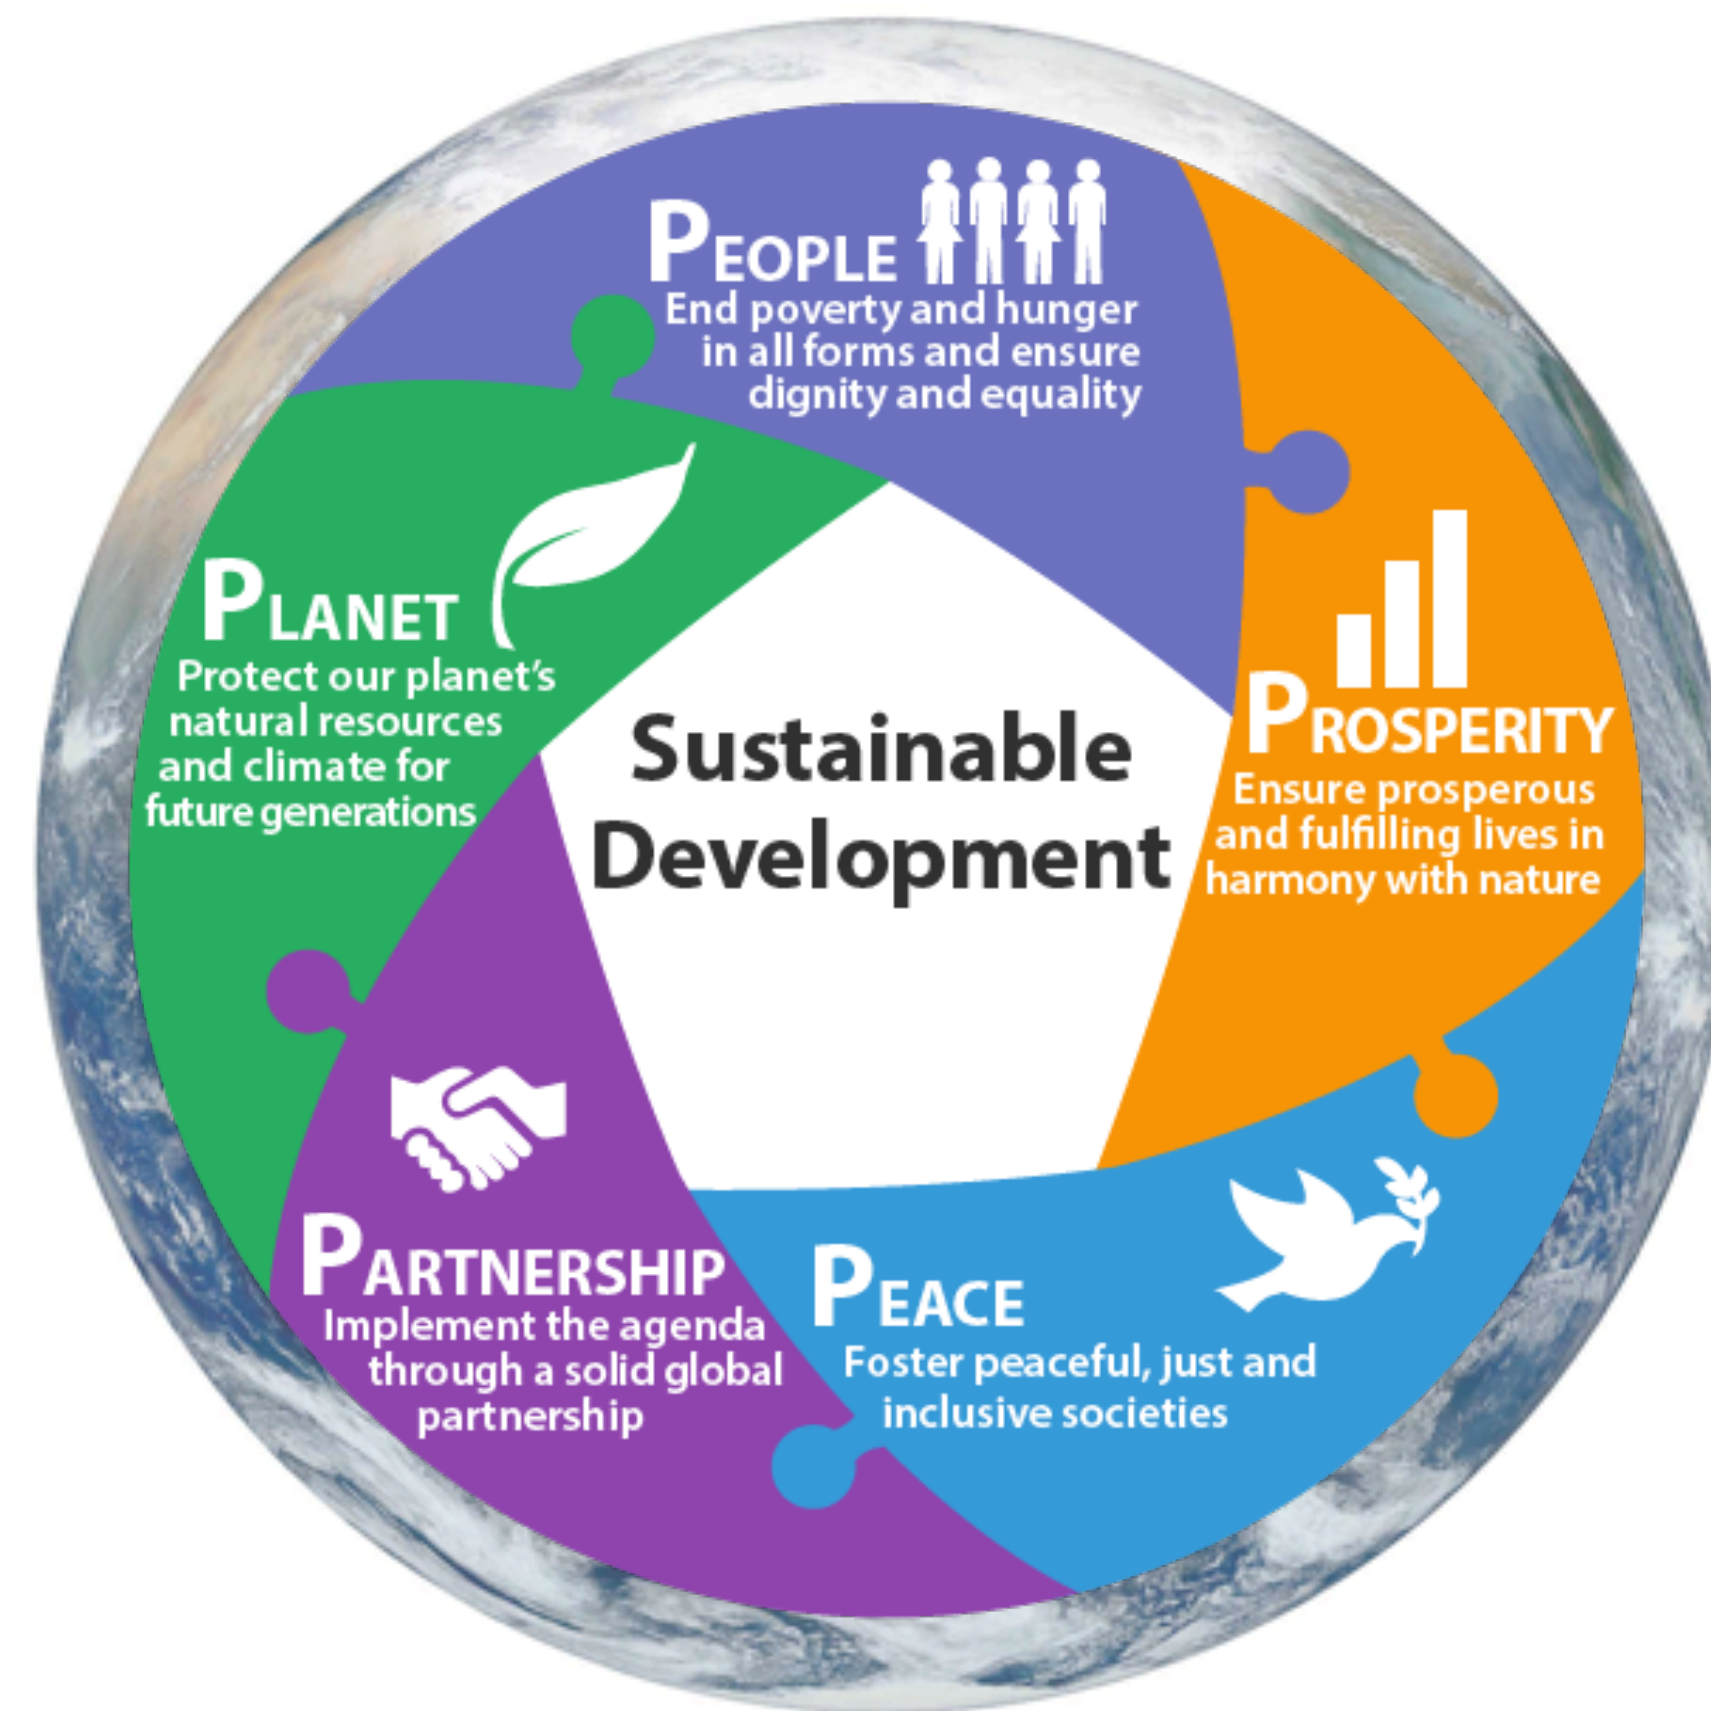 PEOPLE
End poverty and hunger
in all forms and ensure
dignity and equality
PROSPERITY
Ensure prosperous
and fulfilling lives in
harmony with nature
PEACE
Foster peaceful, just and
inclusive societies
PARTNERSHIP
Implement the agenda
through a solid global
partnership
PLANET
Protect our planet's
natural resources
and climate for
future generations
Sustainable
Development